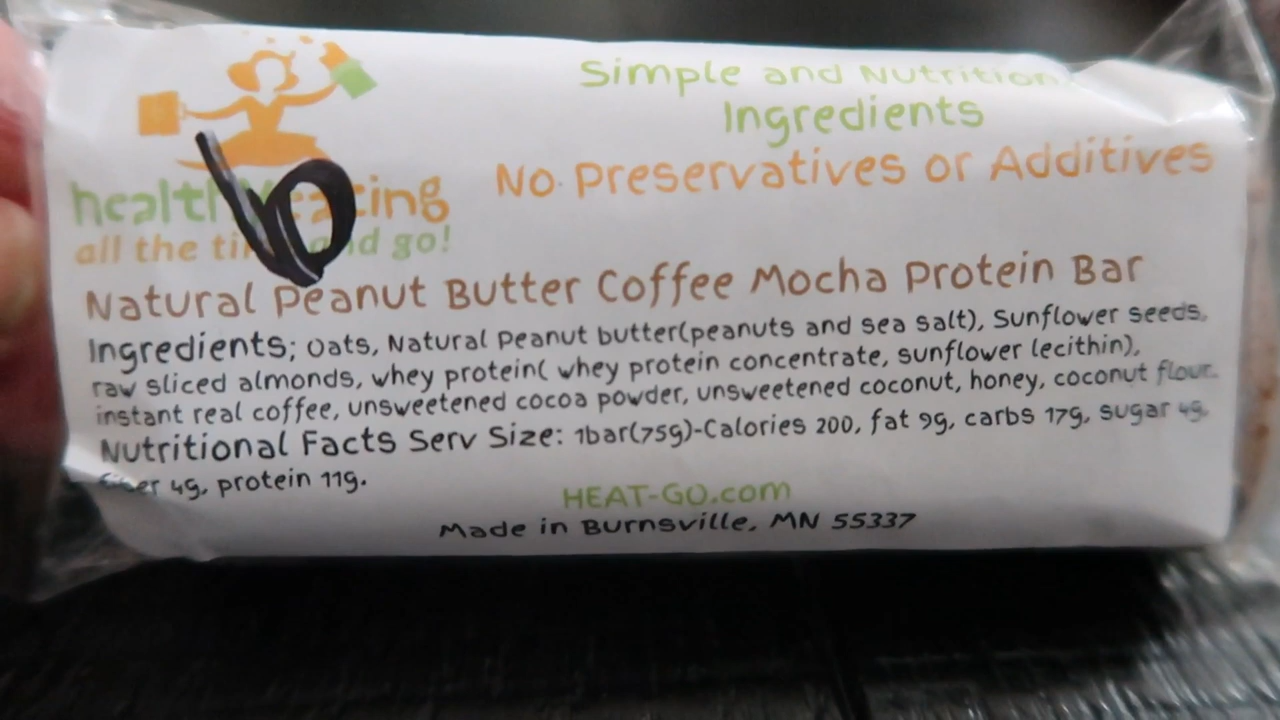 Simple and Nutrition
Ingredients
No Preservatives or Additives
all the
and go!
Natural Peanut Butter Coffee Mocha Protein Bar
Ingredients; oats, Natural Peanut butter(peanuts and sea salt), Sunflower seeds,
raw sliced almonds, whey protein( whey protein concentrate, sunflower lecithin),
instant real coffee, unsweetened cocoa powder, unsweetened coconut, honey, coconut flour.
Nutritional Facts Serv Size: 1bar(75g)-Calories 200, fat 9g, carbs 17g, sugar 4g,
fiber 4g, protein 11g.
HEAT-GO.com
Made in Burnsville, MN 55337